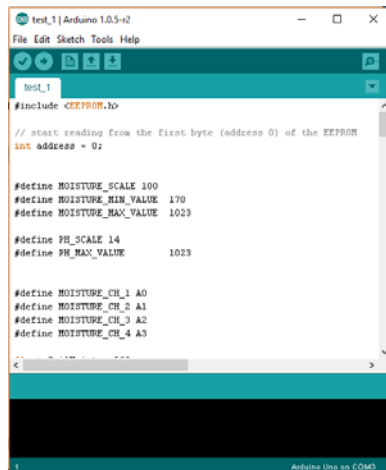 test_1 | Arduino 1.0.5-r2
File Edit Sketch Tools Help
test_1
#include <EEPROM.h>
// start reading from the first byte (address 0) of the EEPROM
int address = 0;
#define MOISTURE_SCALE 100
#define MOISTURE_MIN_VALUE 170
#define MOISTURE_MAX_VALUE 1023
#define PH_SCALE 14
#define PH_MAX_VALUE 1023
#define MOISTURE_CH_1 A0
#define MOISTURE_CH_2 A1
#define MOISTURE_CH_3 A2
#define MOISTURE_CH_4 A3
1
Arduino Uno on COM3